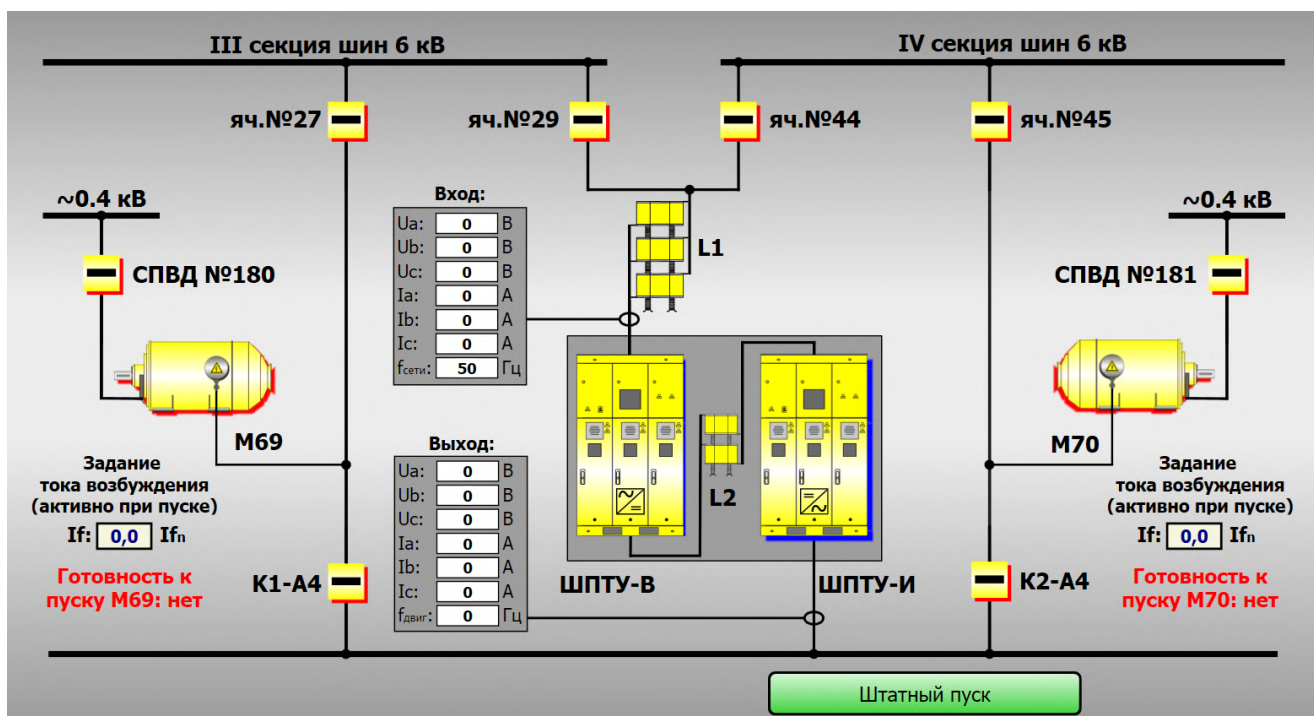 III секция шин 6 кВ
IV секция шин 6 кВ
яч.№27
яч.№29
яч.№44
яч.№45
~0.4 кВ
Вход:
~0.4 кВ
Ua: 0 В
Ub: 0 В
Uc: 0 В
Ia: 0 А
Ib: 0 А
Ic: 0 А
fсети: 50 Гц
L1
СПВД №180
СПВД №181
М69
М70
Выход:
Ua: 0 В
Ub: 0 В
Uc: 0 В
Ia: 0 А
Ib: 0 А
Ic: 0 А
fдвиг: 0 Гц
L2
Задание
тока возбуждения
(активно при пуске)
If: 0,0 Ifп
Готовность к
пуску М69: нет
К1-А4
ШПТУ-В
ШПТУ-И
К2-А4
Задание
тока возбуждения
(активно при пуске)
If: 0,0 Ifп
Готовность к
пуску М70: нет
Штатный пуск